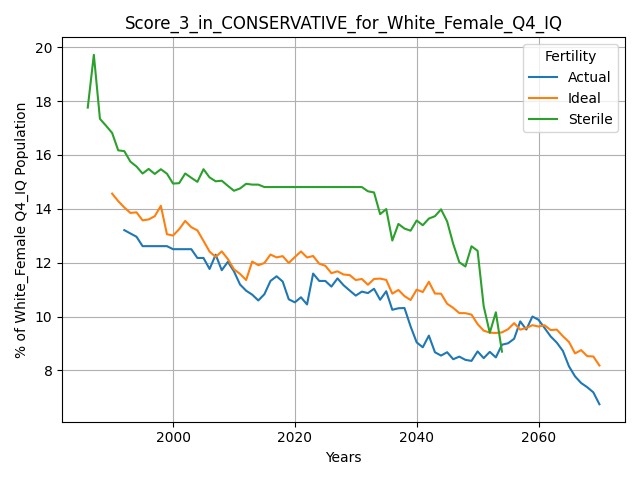 Score_3_in_CONSERVATIVE_for_White_Female_Q4_IQ
% of White_Female Q4_IQ Population
20
18
16
14
12
10
8
2000 2020 2040 2060
Years
Fertility
Actual
Ideal
Sterile